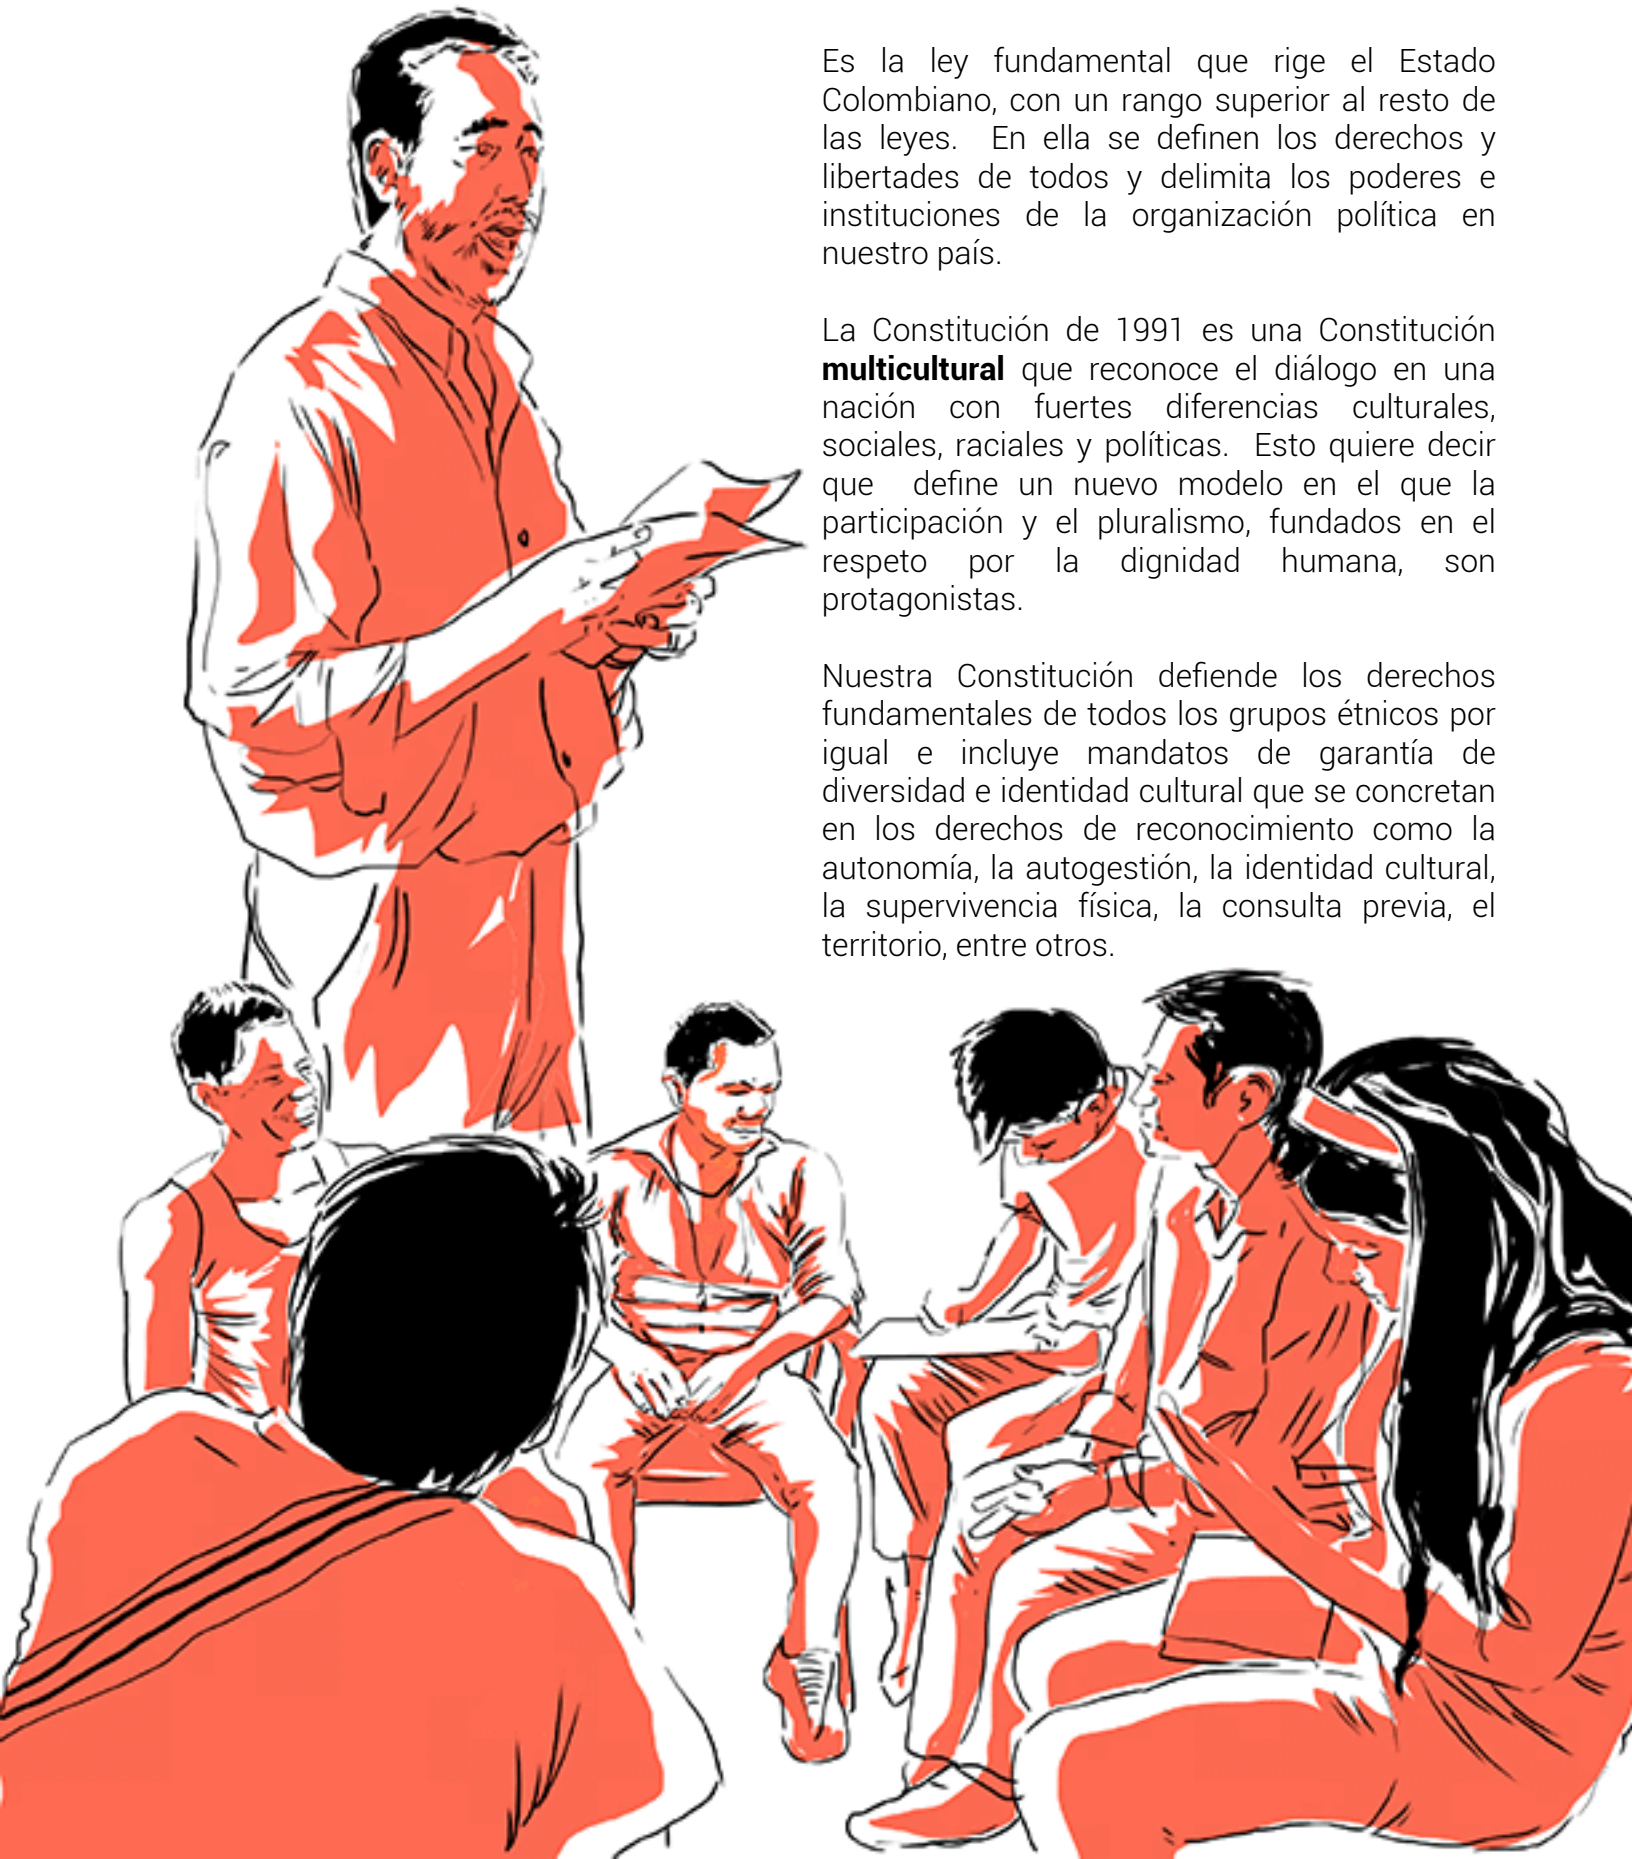 Es la ley fundamental que rige el Estado
Colombiano, con un rango superior al resto de
las leyes. En ella se definen los derechos y
libertades de todos y delimita los poderes e
instituciones de la organización política en
nuestro país.
La Constitución de 1991 es una Constitución
multicultural que reconoce el diálogo en una
nación con fuertes diferencias culturales,
sociales, raciales y políticas. Esto quiere decir
que define un nuevo modelo en el que la
participación y el pluralismo, fundados en el
respeto por la dignidad humana, son
protagonistas.
Nuestra Constitución defiende los derechos
fundamentales de todos los grupos étnicos por
igual e incluye mandatos de garantía de
diversidad e identidad cultural que se concretan
en los derechos de reconocimiento como la
autonomía, la autogestión, la identidad cultural,
la supervivencia física, la consulta previa, el
territorio, entre otros.